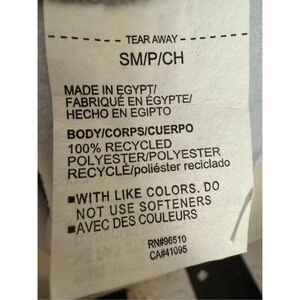 TEAR AWAY
SM/P/CH
MADE IN EGYPT/
FABRIQUÉ EN ÉGYPTE/
HECHO EN EGIPTO
BODY/CORPS/CUERPO
100% RECYCLED
POLYESTER/POLYESTER
RECYCLÉ/poliéster reciclado
■WITH LIKE COLORS. DO
NOT USE SOFTENERS
■AVEC DES COULEURS
RN#96510
CA#41095